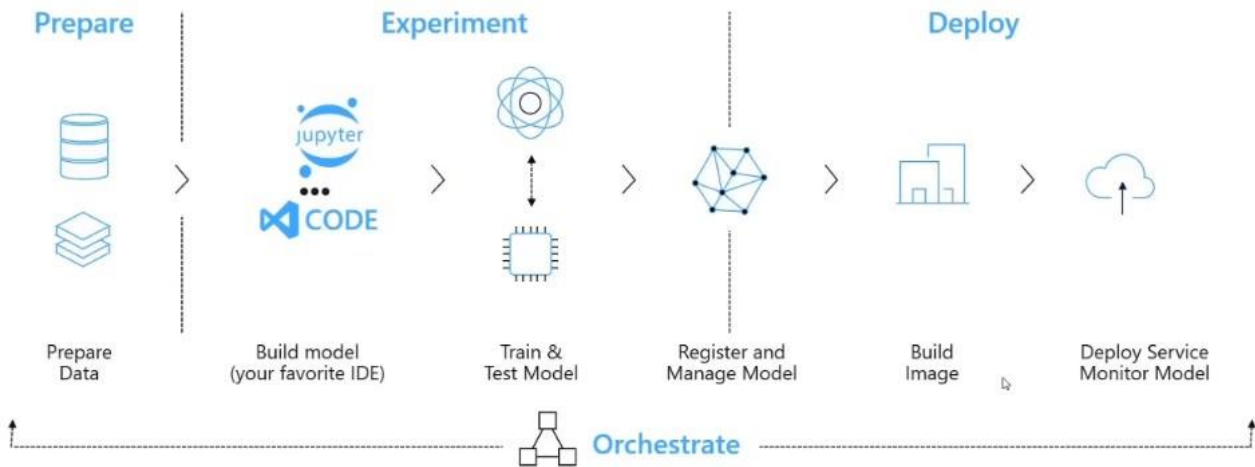 Prepare
Experiment
Deploy
jupyter
CODE
Prepare
Data
Build model
(your favorite IDE)
Train &
Test Model
Register and
Manage Model
Build
Image
Deploy Service
Monitor Model
Orchestrate